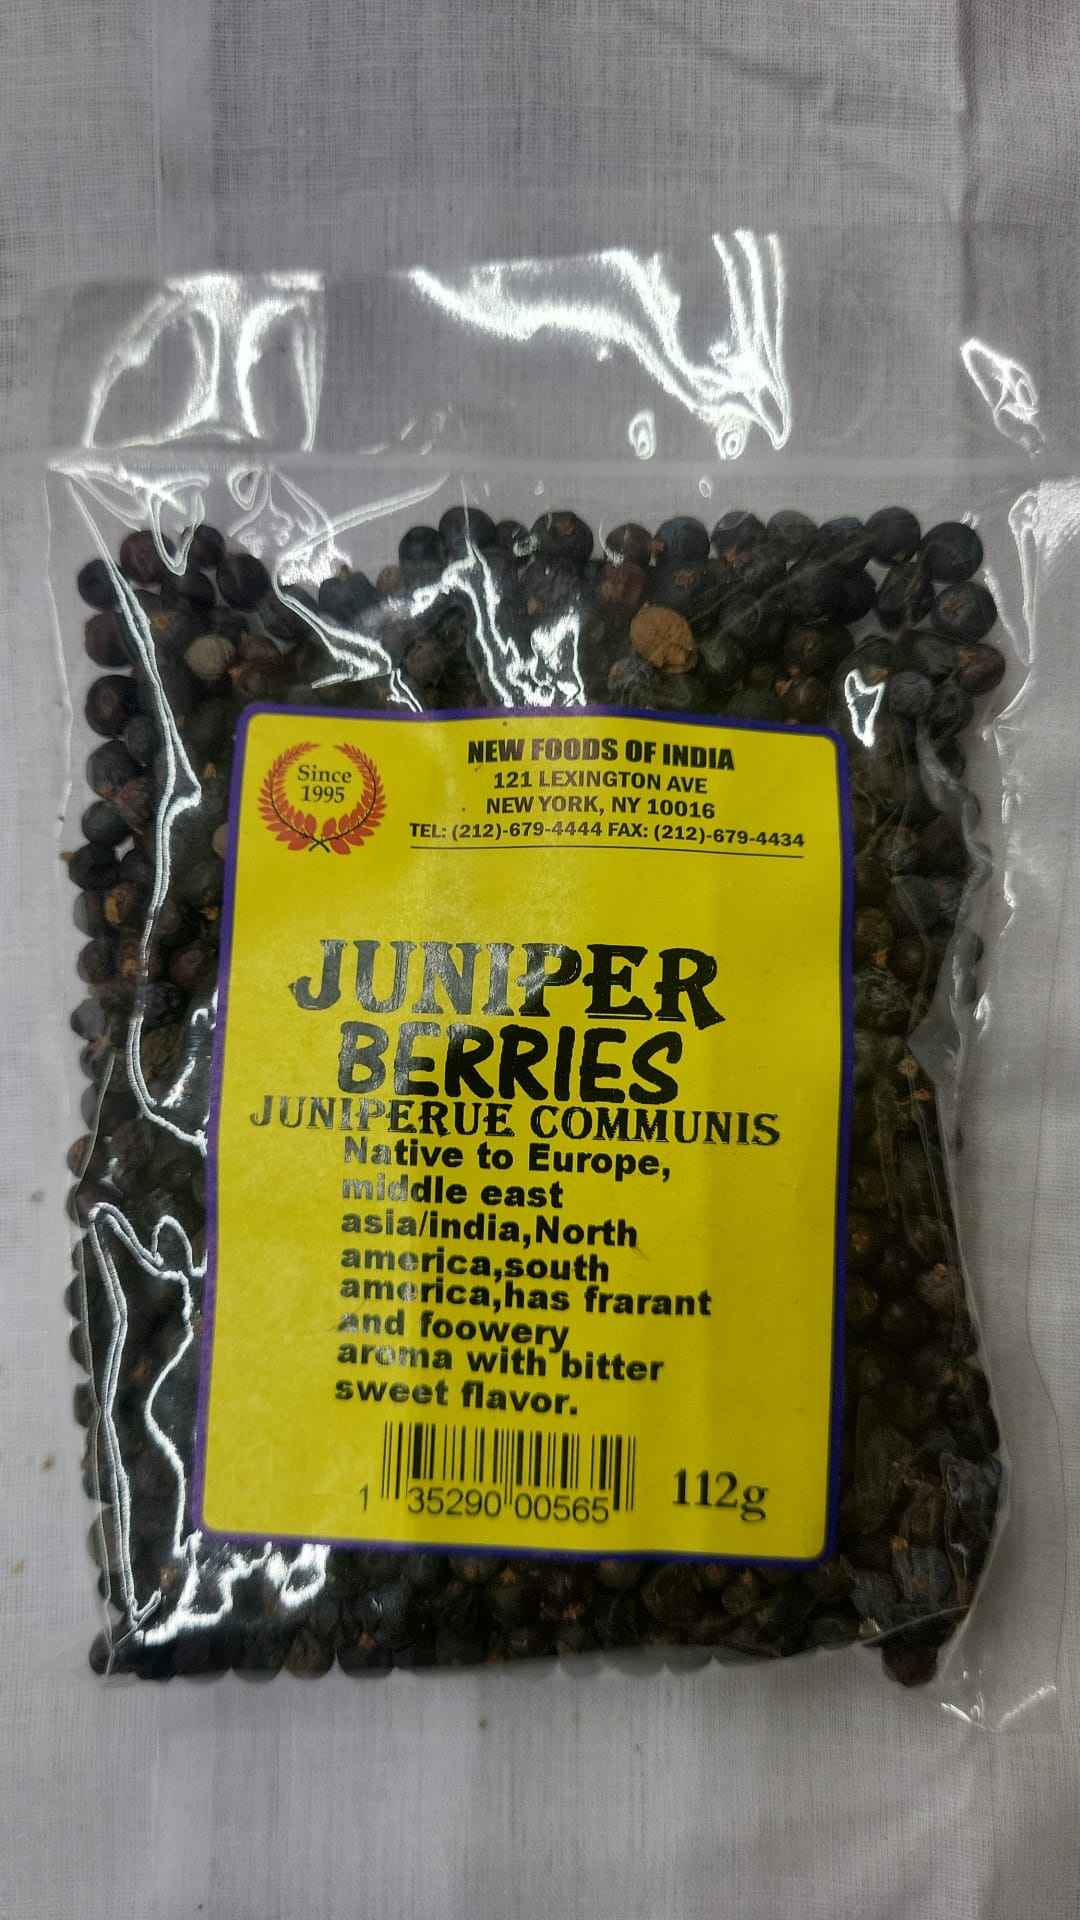 Since
1995
NEW FOODS OF INDIA
121 LEXINGTON AVE
NEW YORK, NY 10016
TEL: (212)-679-4444 FAX: (212)-679-4434
JUNIPER
BERRIES
JUNIPERUE COMMUNIS
Native to Europe,
middle east
asia/india,North
america,south
america,has frarant
and foowery
aroma with bitter
sweet flavor.
1 35290 00565
112g